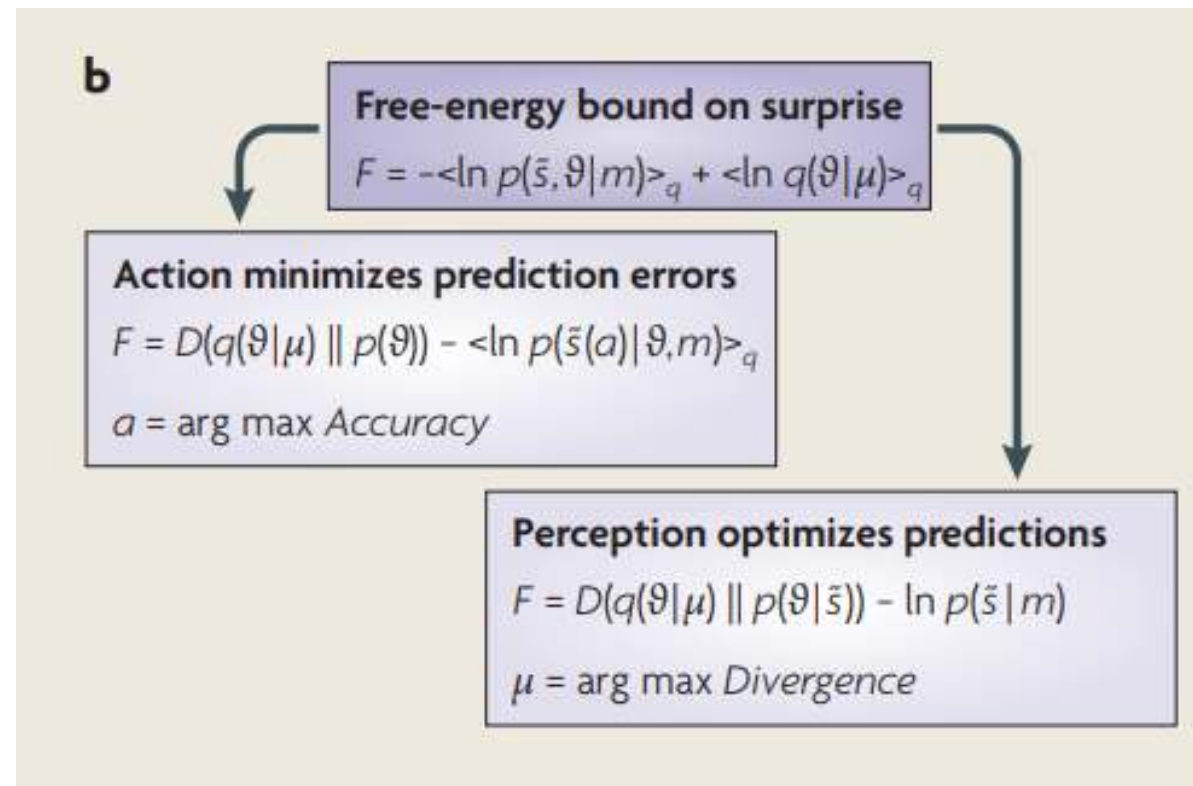 b
Free-energy bound on surprise
F = −<ln p(s̃,ϑ|m)>q + <ln q(ϑ|μ)>q
Action minimizes prediction errors
F = D(q(ϑ|μ) || p(ϑ)) − <ln p(s̃(a)|ϑ,m)>q
a = arg max Accuracy
Perception optimizes predictions
F = D(q(ϑ|μ) || p(ϑ|s̃)) − ln p(s̃|m)
μ = arg max Divergence